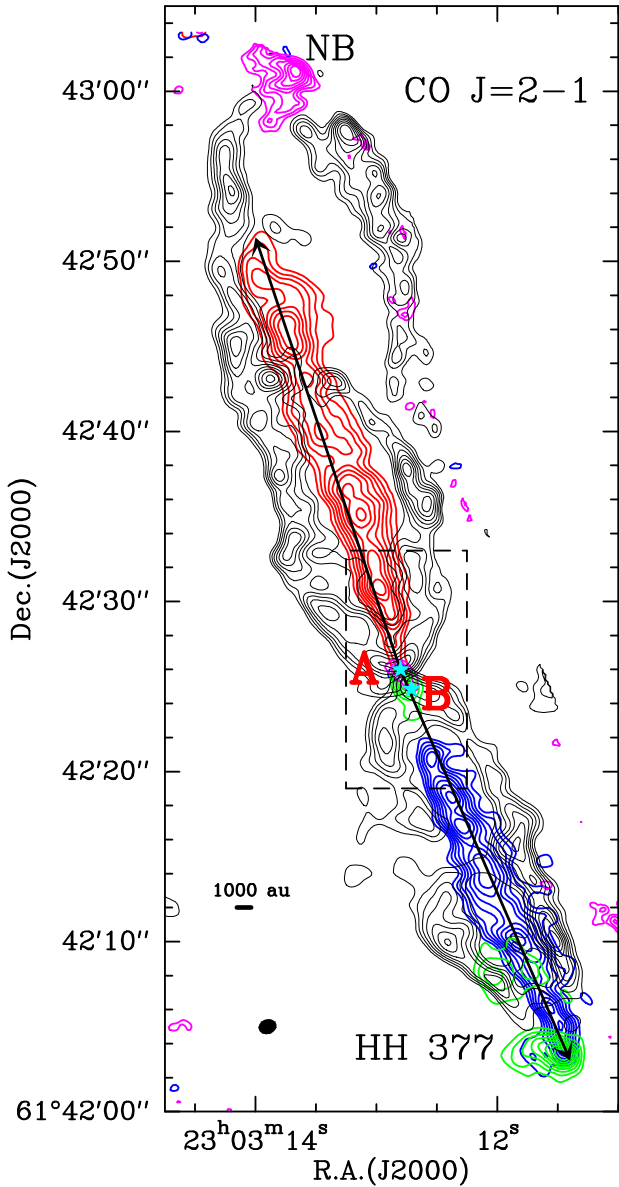 NB
CO J=2-1
43′00″
42′50″
42′40″
42′30″
A
B
42′20″
1000 au
42′10″
HH 377
61°42′00″
23ʰ03ᵐ14ˢ
12ˢ
R.A.(J2000)
Dec.(J2000)